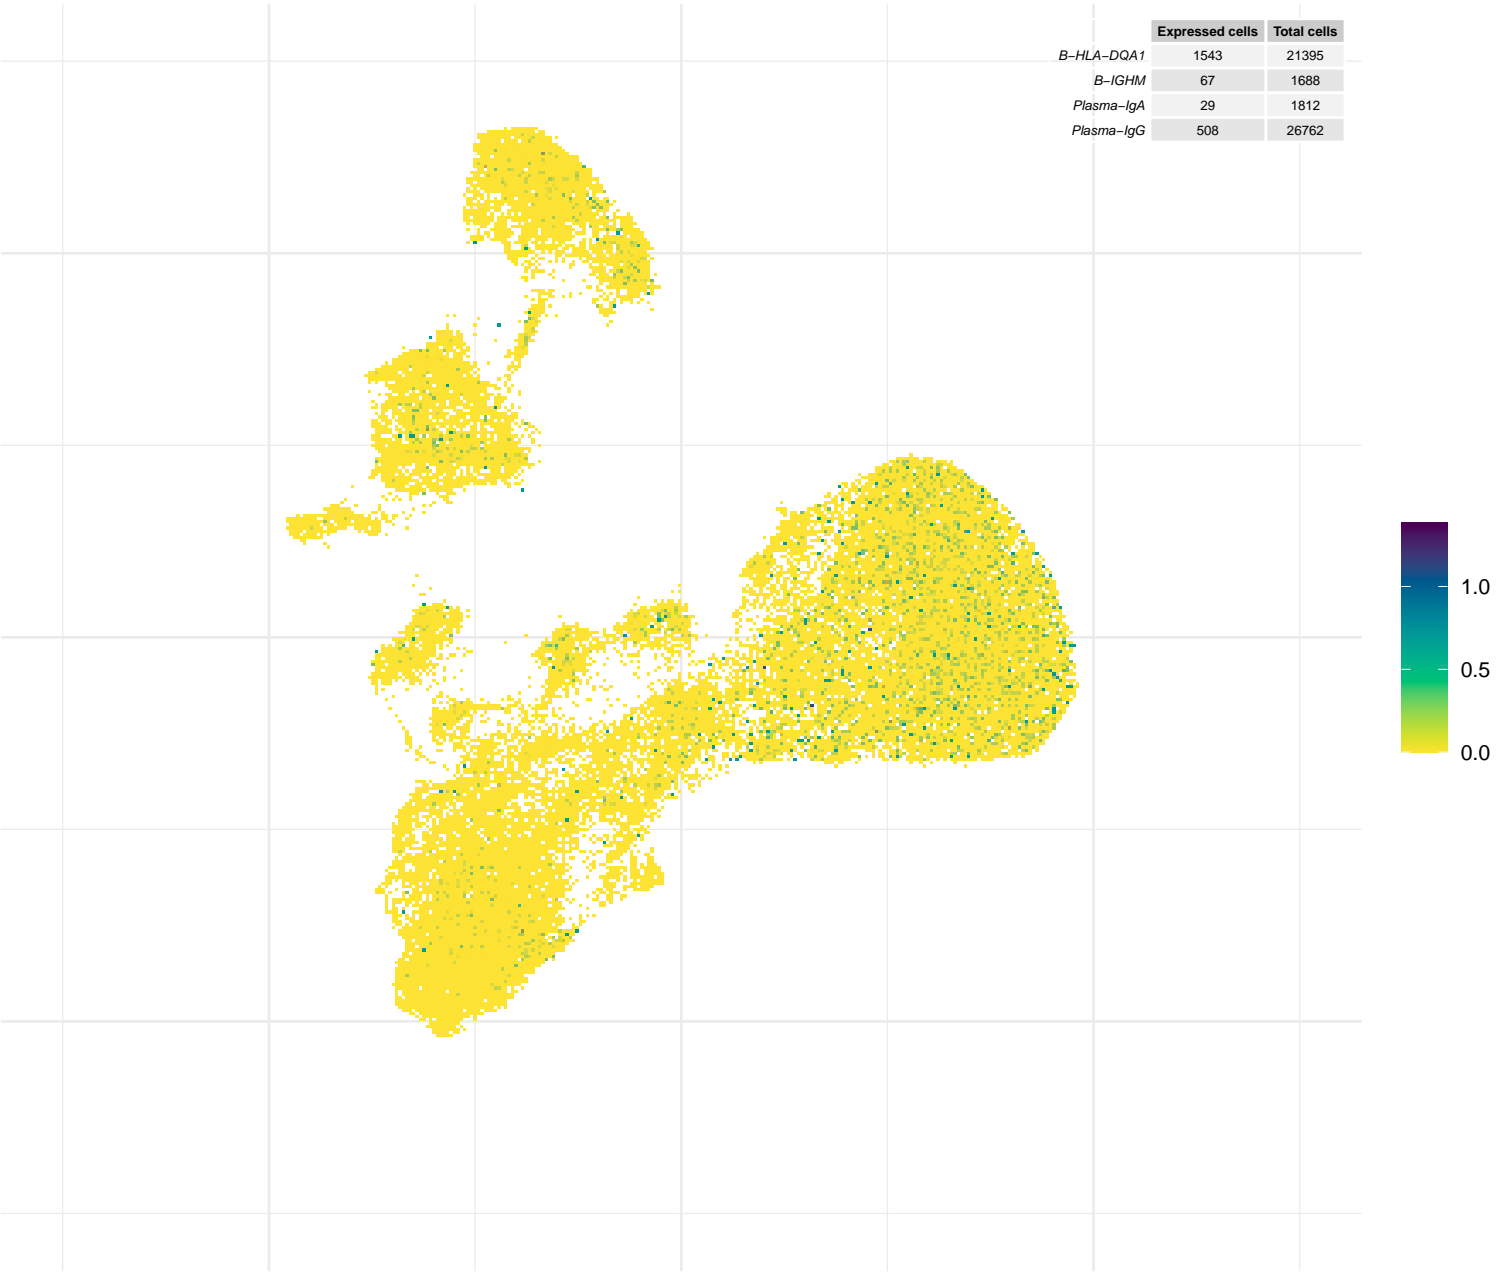 Expressed cells Total cells
B−HLA−DQA1 1543 21395
B−IGHM 67 1688
Plasma−IgA 29 1812
Plasma−IgG 508 26762
1.0
0.5
0.0